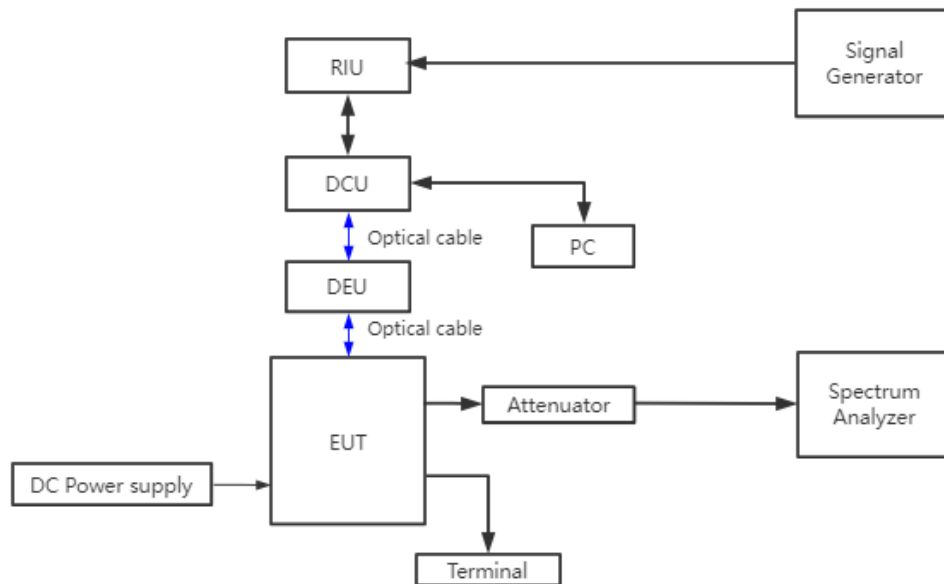 RIU
Signal
Generator
DCU
Optical cable
PC
DEU
Optical cable
EUT
Attenuator
Spectrum
Analyzer
DC Power supply
Terminal